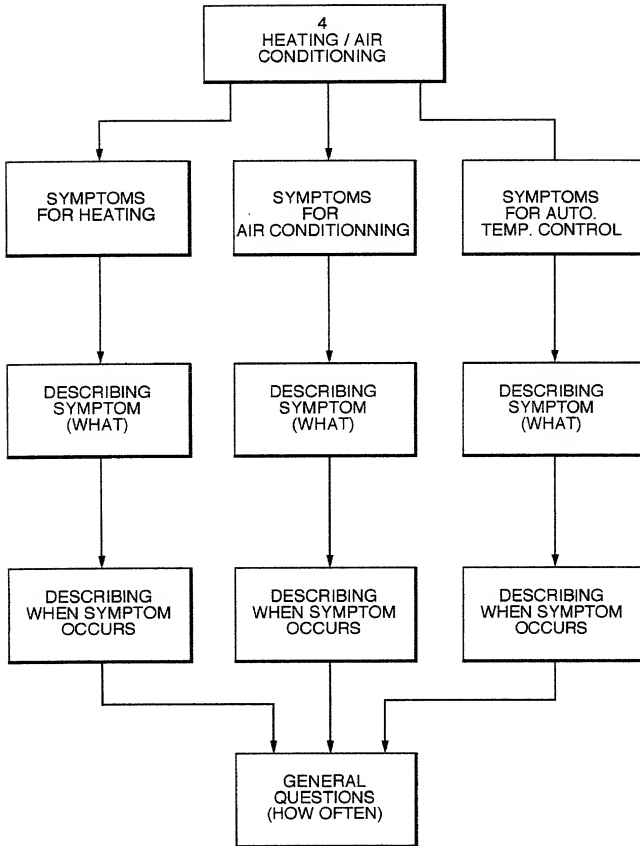 4
HEATING / AIR
CONDITIONING
SYMPTOMS
FOR HEATING
SYMPTOMS
FOR
AIR CONDITIONNING
SYMPTOMS
FOR AUTO.
TEMP. CONTROL
DESCRIBING
SYMPTOM
(WHAT)
DESCRIBING
SYMPTOM
(WHAT)
DESCRIBING
SYMPTOM
(WHAT)
DESCRIBING
WHEN SYMPTOM
OCCURS
DESCRIBING
WHEN SYMPTOM
OCCURS
DESCRIBING
WHEN SYMPTOM
OCCURS
GENERAL
QUESTIONS
(HOW OFTEN)